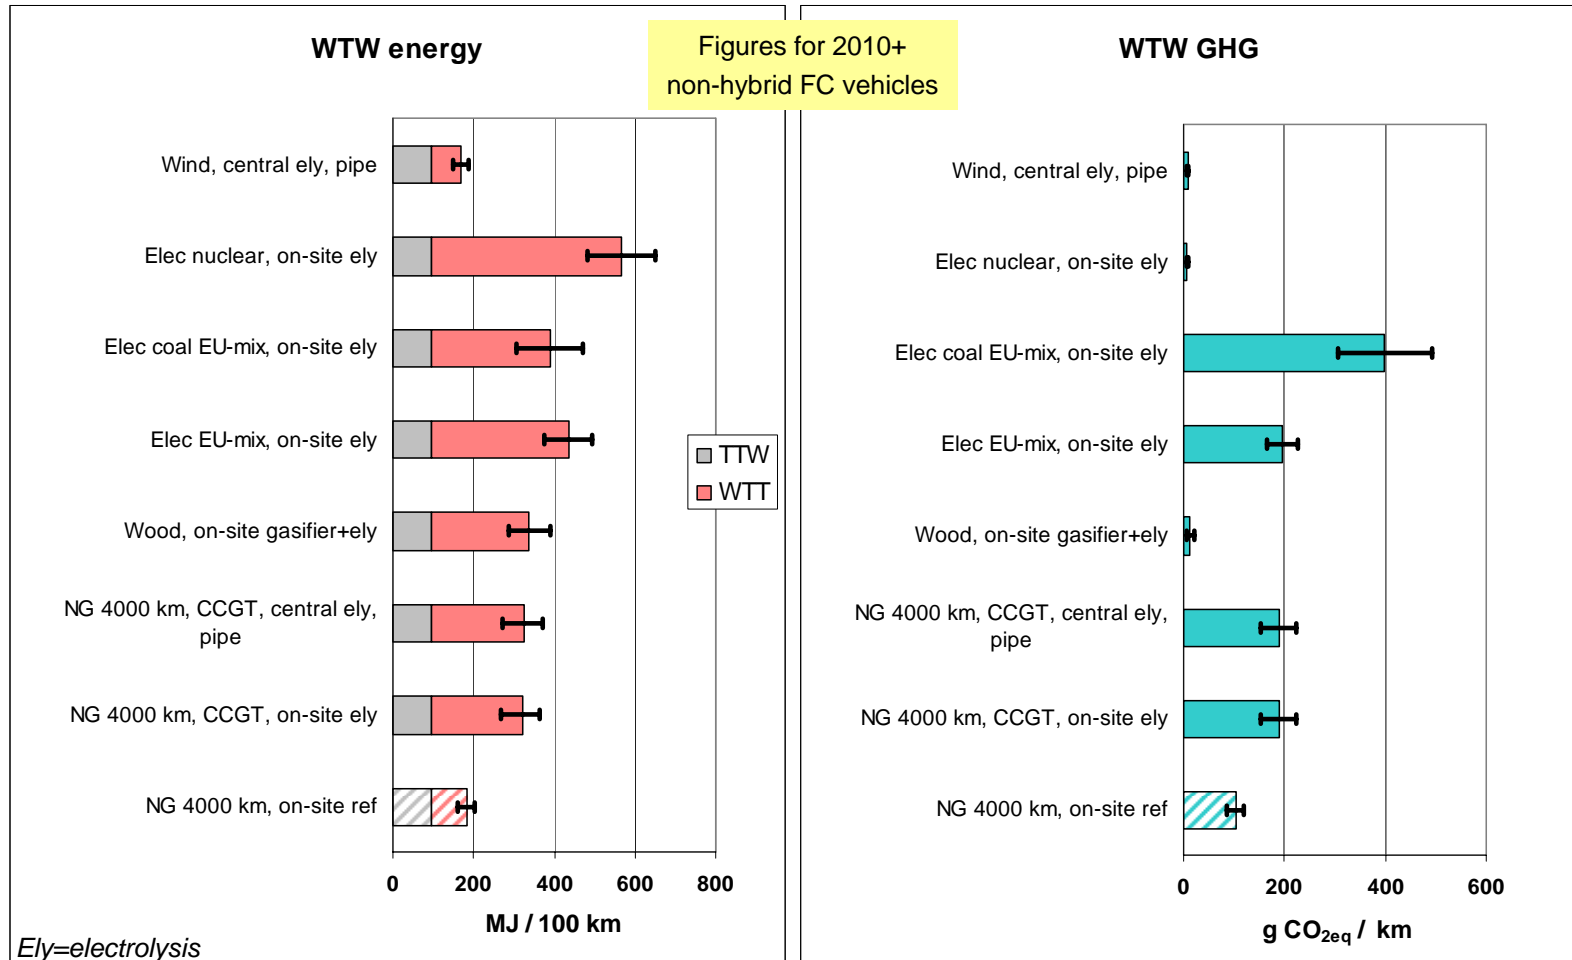 WTW energy
Figures for 2010+
non-hybrid FC vehicles
WTW GHG
Wind, central ely, pipe
Elec nuclear, on-site ely
Elec coal EU-mix, on-site ely
Elec EU-mix, on-site ely
Wood, on-site gasifier+ely
NG 4000 km, CCGT, central ely,
pipe
NG 4000 km, CCGT, on-site ely
NG 4000 km, on-site ref
0 200 400 600 800
MJ / 100 km
TTW
WTT
Ely=electrolysis
Wind, central ely, pipe
Elec nuclear, on-site ely
Elec coal EU-mix, on-site ely
Elec EU-mix, on-site ely
Wood, on-site gasifier+ely
NG 4000 km, CCGT, central ely,
pipe
NG 4000 km, CCGT, on-site ely
NG 4000 km, on-site ref
0 200 400 600
g CO2eq / km